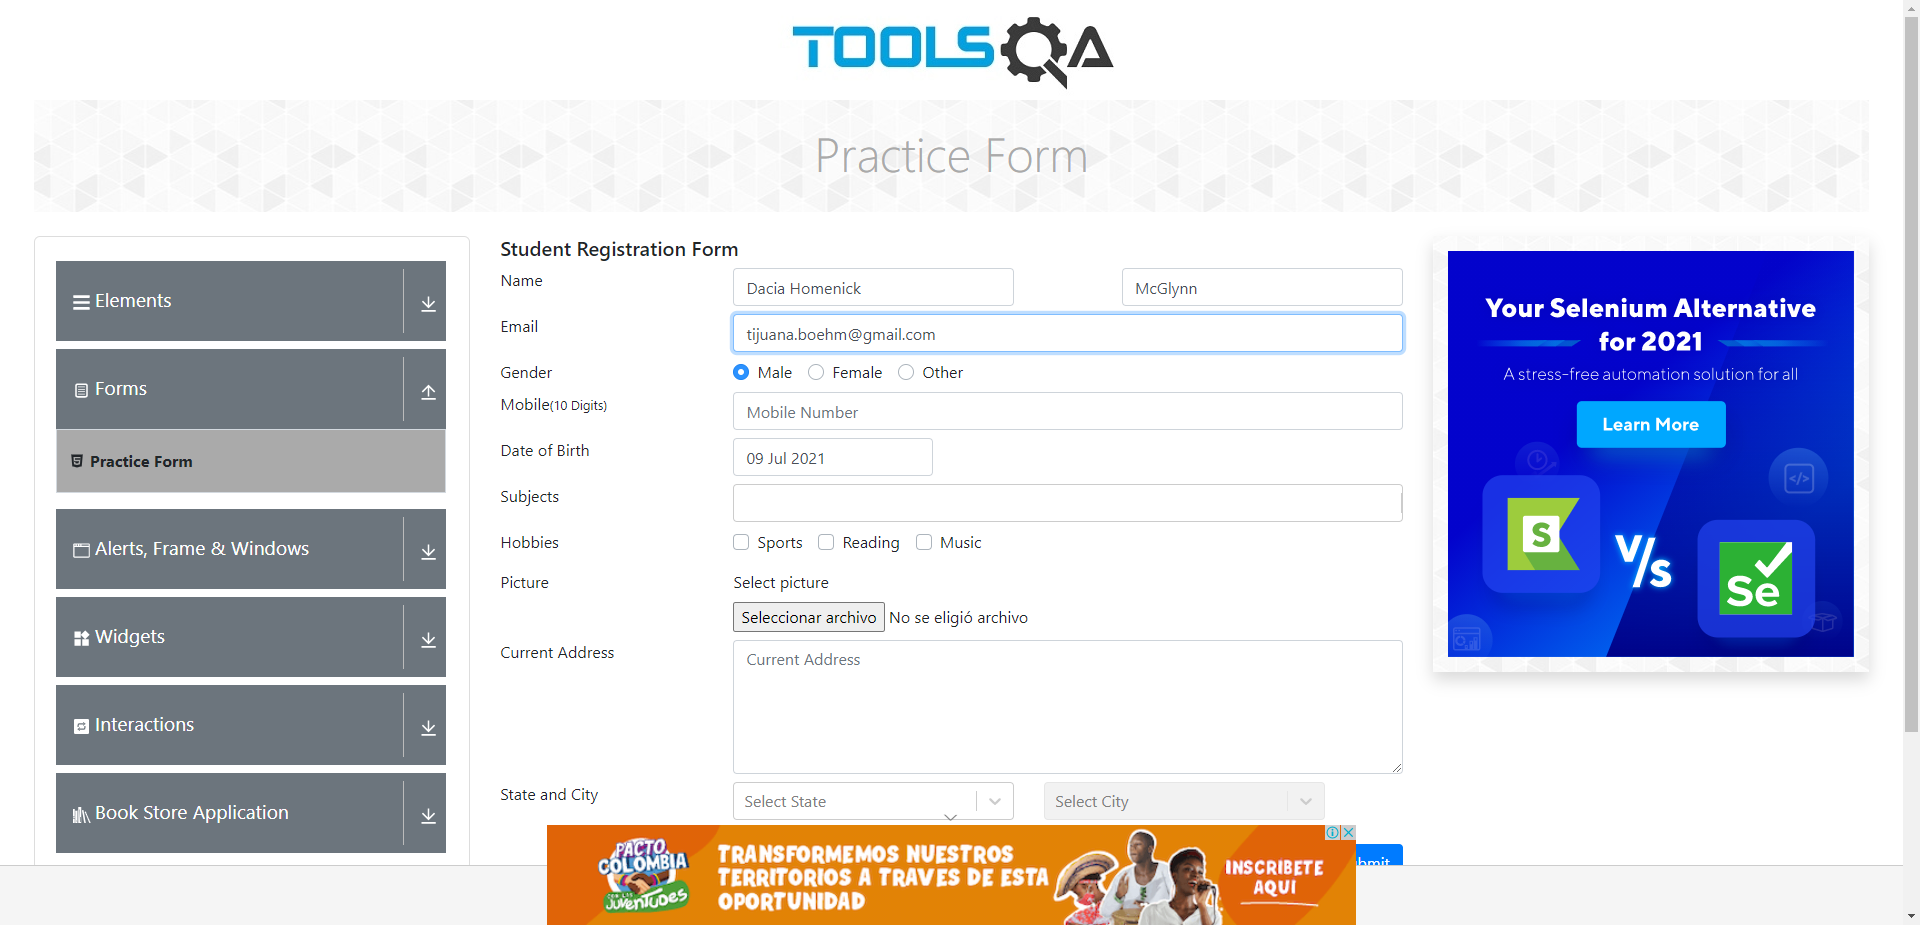 TOOLSQA
Practice Form
Elements
Forms
Practice Form
Alerts, Frame & Windows
Widgets
Interactions
Book Store Application
Student Registration Form
Name
Dacia Homenick
McGlynn
Email
tijuana.boehm@gmail.com
Gender
Male
Female
Other
Mobile(10 Digits)
Mobile Number
Date of Birth
09 Jul 2021
Subjects
Hobbies
Sports
Reading
Music
Picture
Select picture
Seleccionar archivo No se eligió archivo
Current Address
Current Address
State and City
Select State
Select City
bmit
Your Selenium Alternative
for 2021
A stress-free automation solution for all
Learn More
S
V/S
Se
</>
PACTO
COLOMBIA
CON LAS
JUVENTUDES
TRANSFORMEMOS NUESTROS
TERRITORIOS A TRAVES DE ESTA
OPORTUNIDAD
INSCRIBETE
AQUI